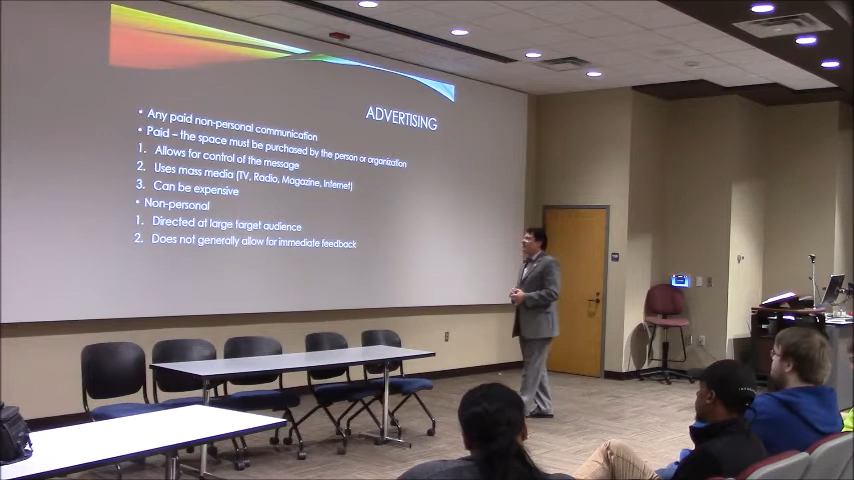 ADVERTISING
• Any paid non-personal communication
• Paid – the space must be purchased by the person or organization
1. Allows for control of the message
2. Uses mass media (TV, Radio, Magazine, Internet)
3. Can be expensive
• Non-personal
1. Directed at large target audience
2. Does not generally allow for immediate feedback